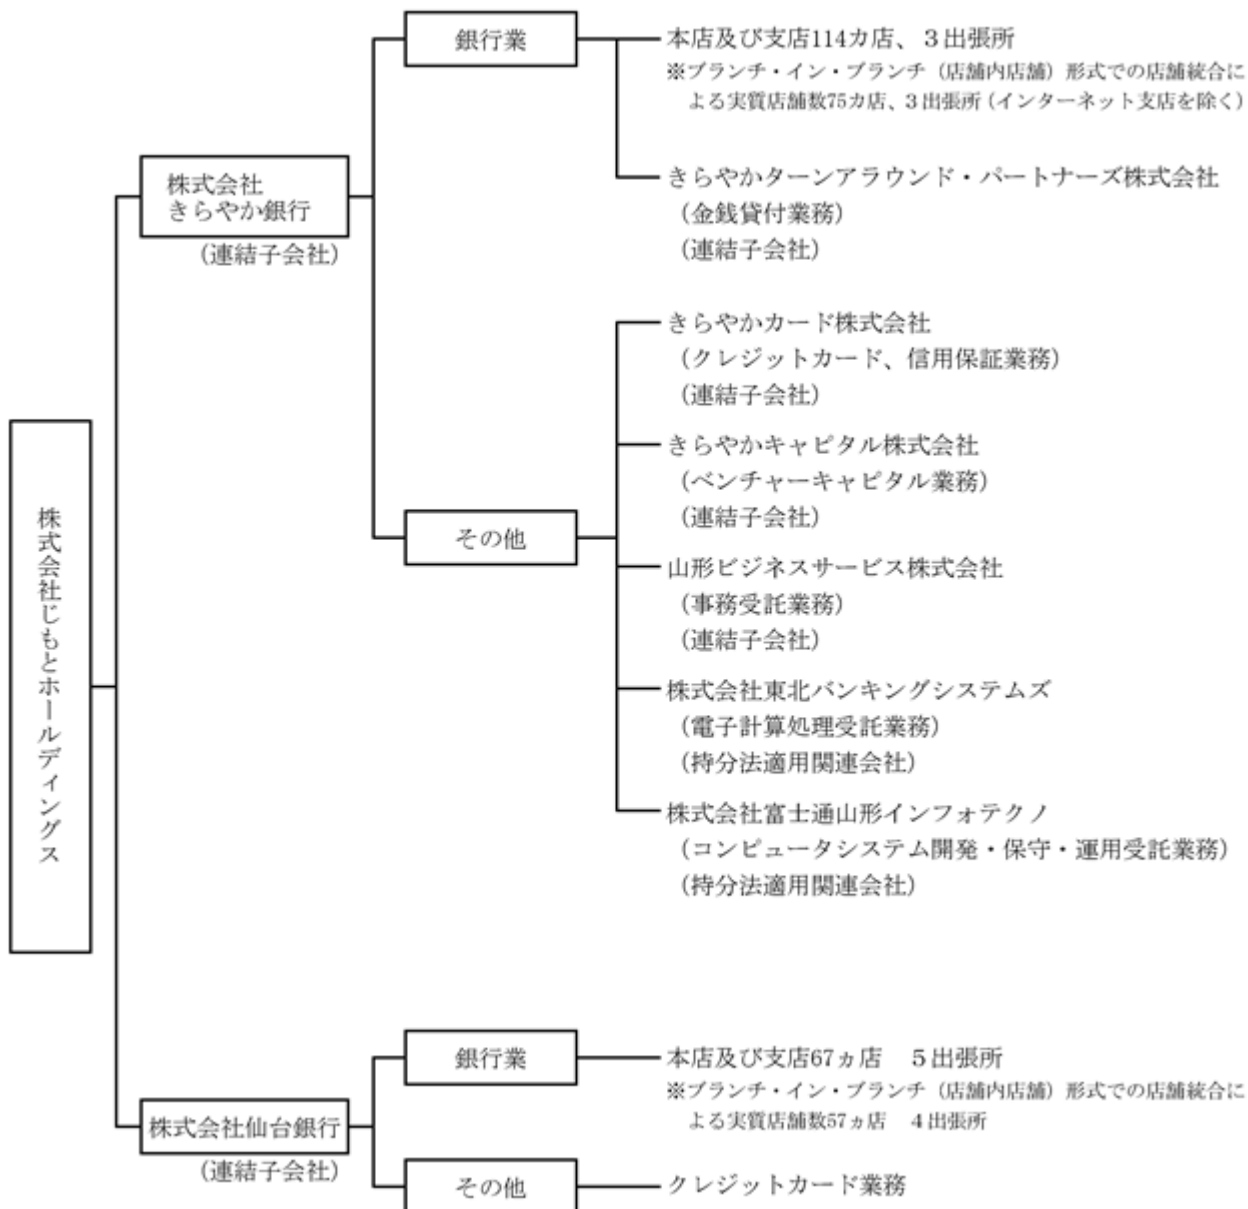 株式会社じもとホールディングス
株式会社
きらやか銀行
(連結子会社)
銀行業
本店及び支店114カ店、3出張所
※ブランチ・イン・ブランチ(店舗内店舗)形式での店舗統合に
よる実質店舗数75カ店、3出張所(インターネット支店を除く)
きらやかターンアラウンド・パートナーズ株式会社
(金銭貸付業務)
(連結子会社)
その他
きらやかカード株式会社
(クレジットカード、信用保証業務)
(連結子会社)
きらやかキャピタル株式会社
(ベンチャーキャピタル業務)
(連結子会社)
山形ビジネスサービス株式会社
(事務受託業務)
(連結子会社)
株式会社東北バンキングシステムズ
(電子計算処理受託業務)
(持分法適用関連会社)
株式会社富士通山形インフォテクノ
(コンピュータシステム開発・保守・運用受託業務)
(持分法適用関連会社)
株式会社仙台銀行
(連結子会社)
銀行業
本店及び支店67ヵ店 5出張所
※ブランチ・イン・ブランチ(店舗内店舗)形式での店舗統合に
よる実質店舗数57ヵ店 4出張所
その他
クレジットカード業務